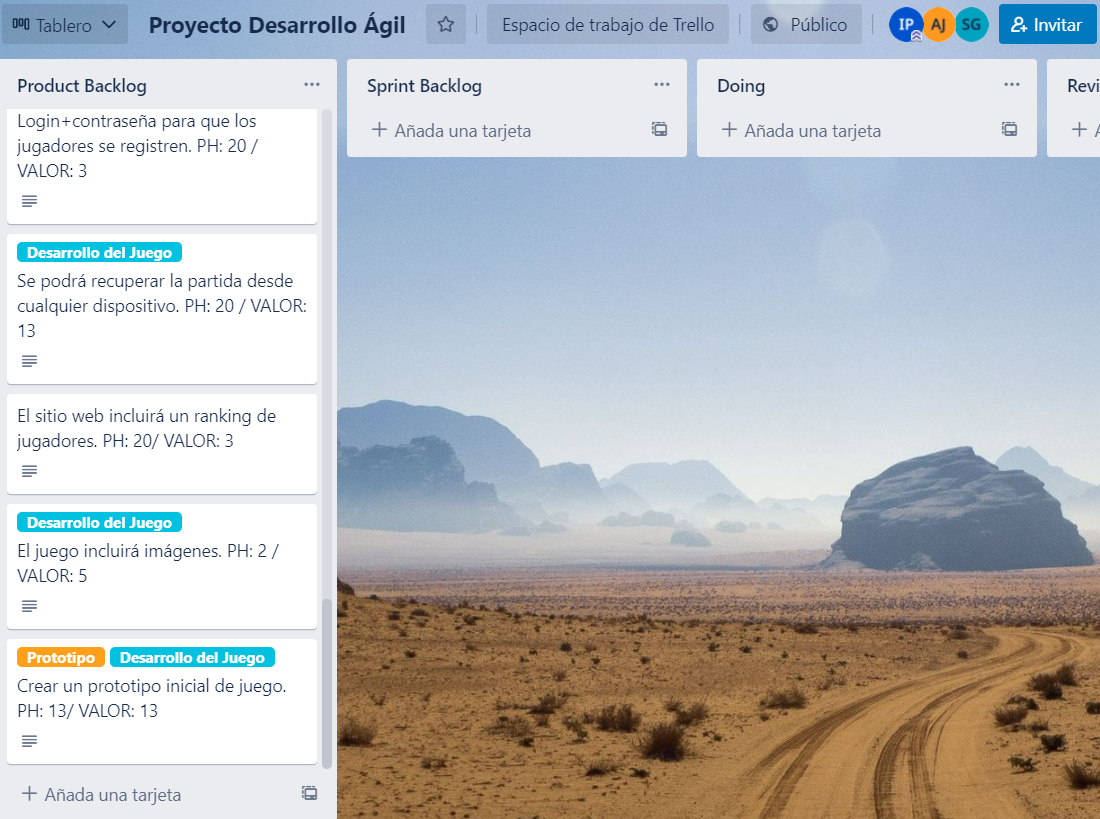 Tablero
Proyecto Desarrollo Ágil
Espacio de trabajo de Trello
Público
IP
AJ
SG
Invitar
Product Backlog
Login+contraseña para que los
jugadores se registren. PH: 20 /
VALOR: 3
Desarrollo del Juego
Se podrá recuperar la partida desde
cualquier dispositivo. PH: 20 / VALOR:
13
El sitio web incluirá un ranking de
jugadores. PH: 20/ VALOR: 3
Desarrollo del Juego
El juego incluirá imágenes. PH: 2 /
VALOR: 5
Prototipo Desarrollo del Juego
Crear un prototipo inicial de juego.
PH: 13/ VALOR: 13
+ Añada una tarjeta
Sprint Backlog
+ Añada una tarjeta
Doing
+ Añada una tarjeta
Revi
+ A